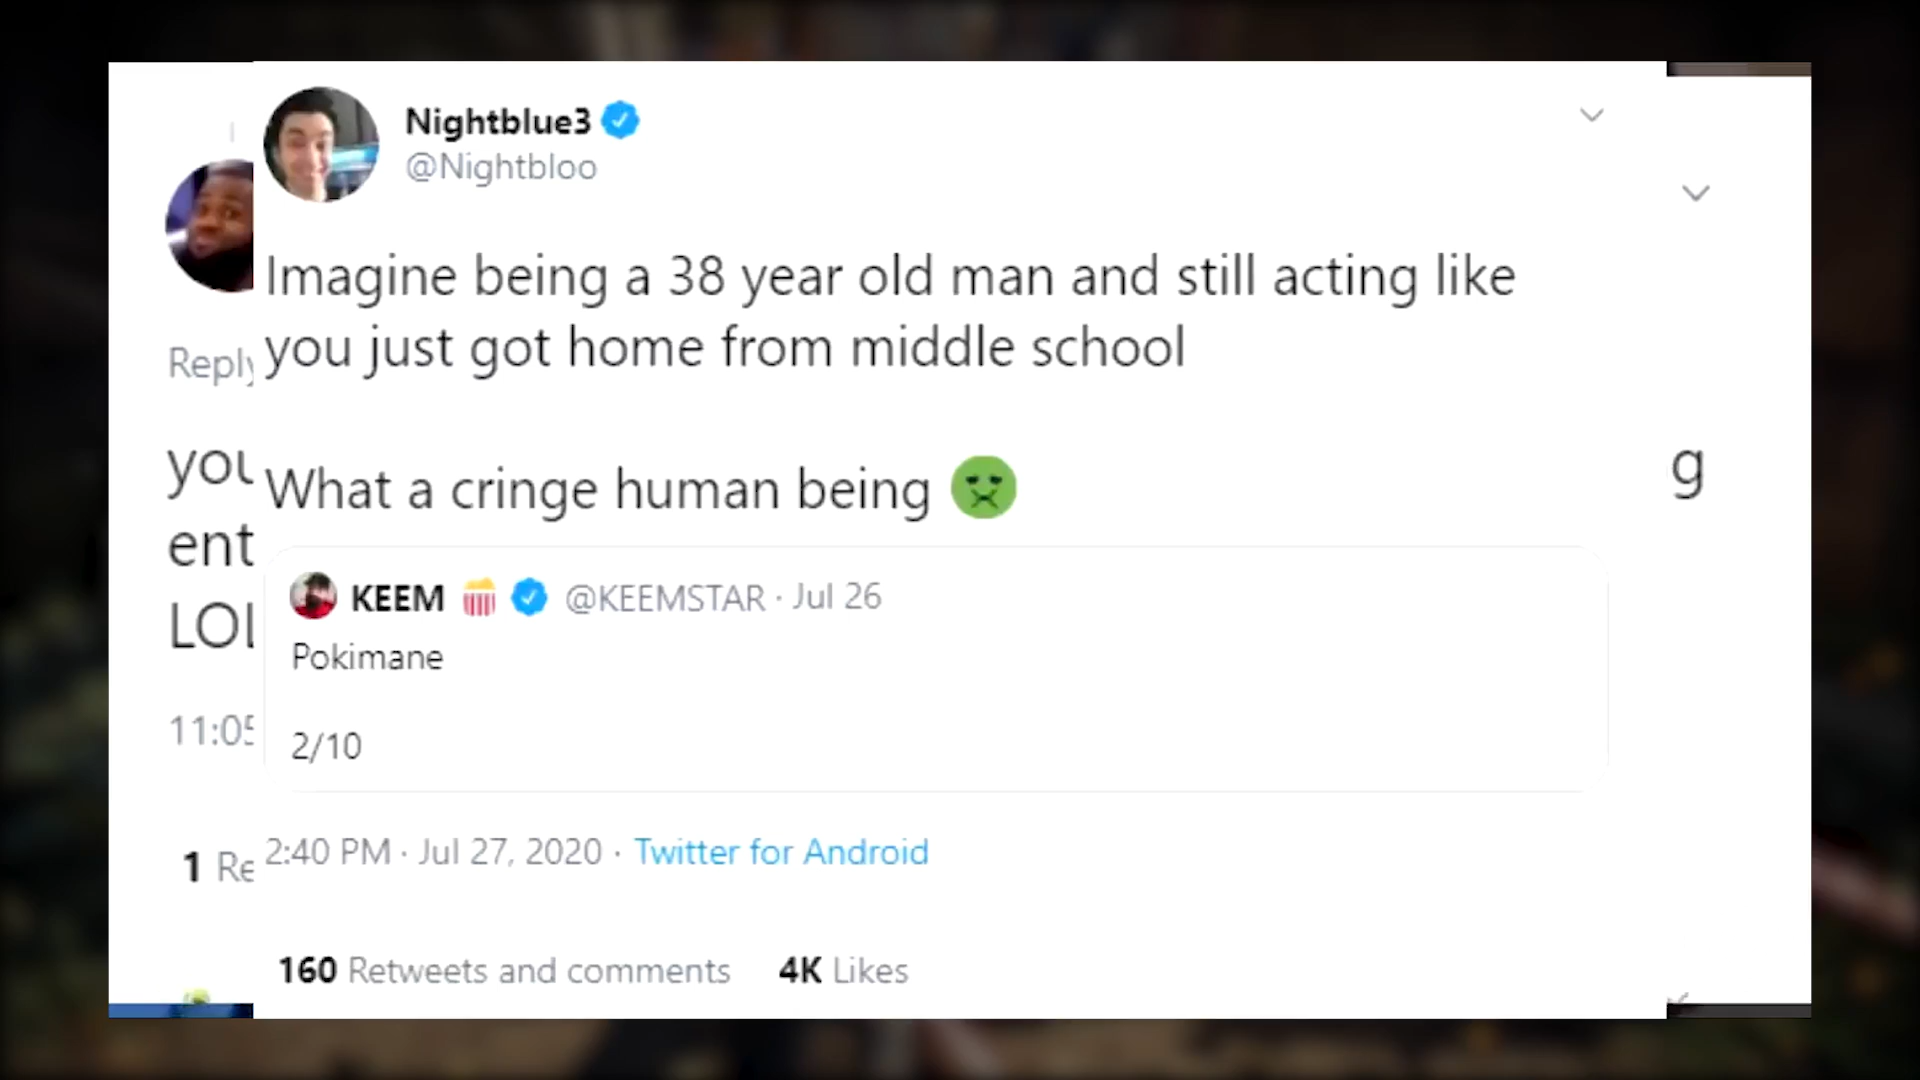 Nightblue3
@Nightbloo
Imagine being a 38 year old man and still acting like
you just got home from middle school
What a cringe human being
KEEM @KEEMSTAR · Jul 26
Pokimane
2/10
2:40 PM · Jul 27, 2020 · Twitter for Android
160 Retweets and comments 4K Likes
Reply
you
ent
LOL
11:05
1 Re
g